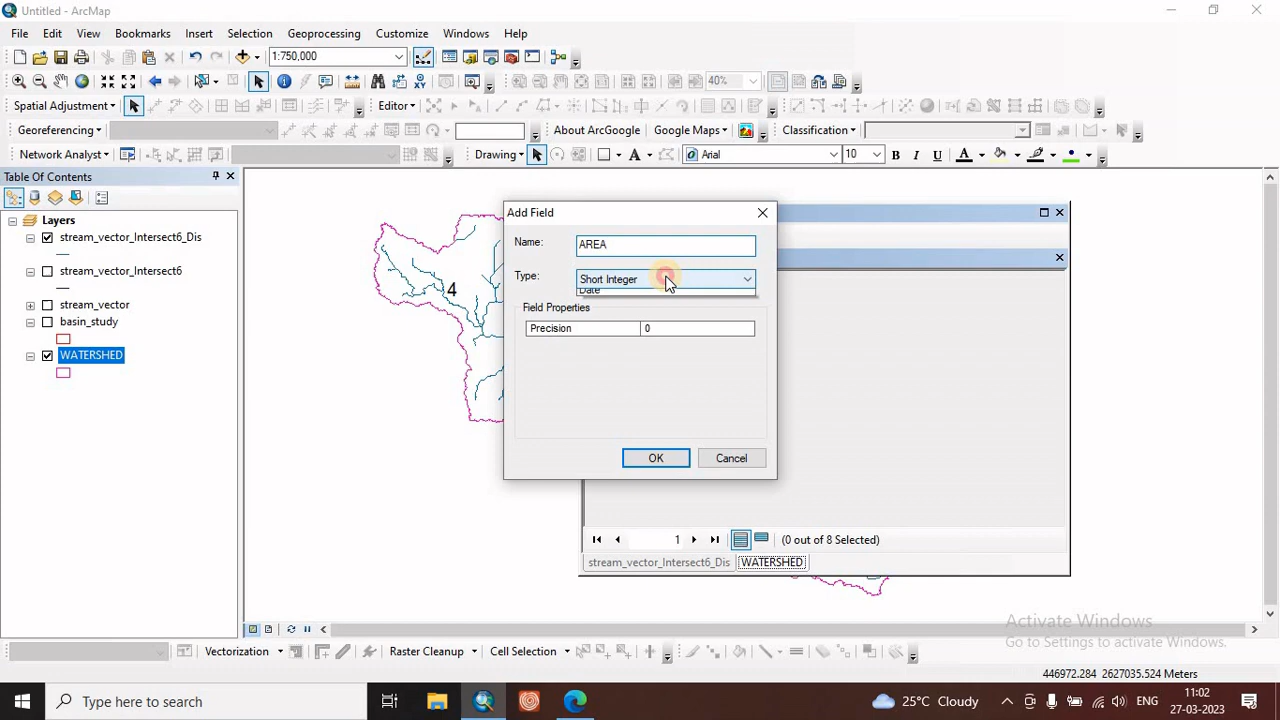 Untitled - ArcMap
File Edit View Bookmarks Insert Selection Geoprocessing Customize Windows Help
1:750,000
40%
Spatial Adjustment Editor
Georeferencing About ArcGoogle Google Maps Classification
Network Analyst Drawing Arial 10 B I U A
Table Of Contents
Layers
stream_vector_Intersect6_Dis
stream_vector_Intersect6
stream_vector
basin_study
WATERSHED
4
Add Field
Name: AREA
Type: Short Integer
Date
Field Properties
Precision 0
OK Cancel
1 (0 out of 8 Selected)
stream_vector_Intersect6_Dis WATERSHED
Activate Windows
Go to Settings to activate Windows.
Vectorization Raster Cleanup Cell Selection
446972.284 2627035.524 Meters
Type here to search
25°C Cloudy
ENG
11:02
27-03-2023